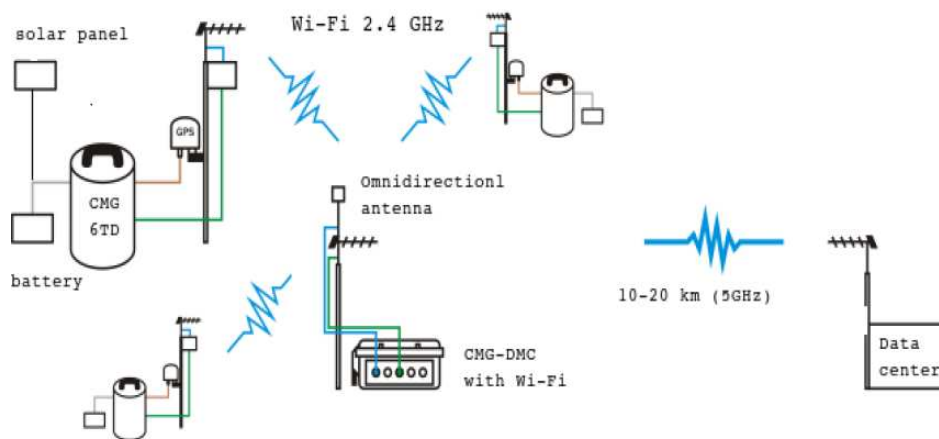 Wi-Fi 2.4 GHz
solar panel
GPS
CMG
6TD
battery
Omnidirectionl
antenna
10-20 km (5GHz)
CMG-DMC
with Wi-Fi
Data
center